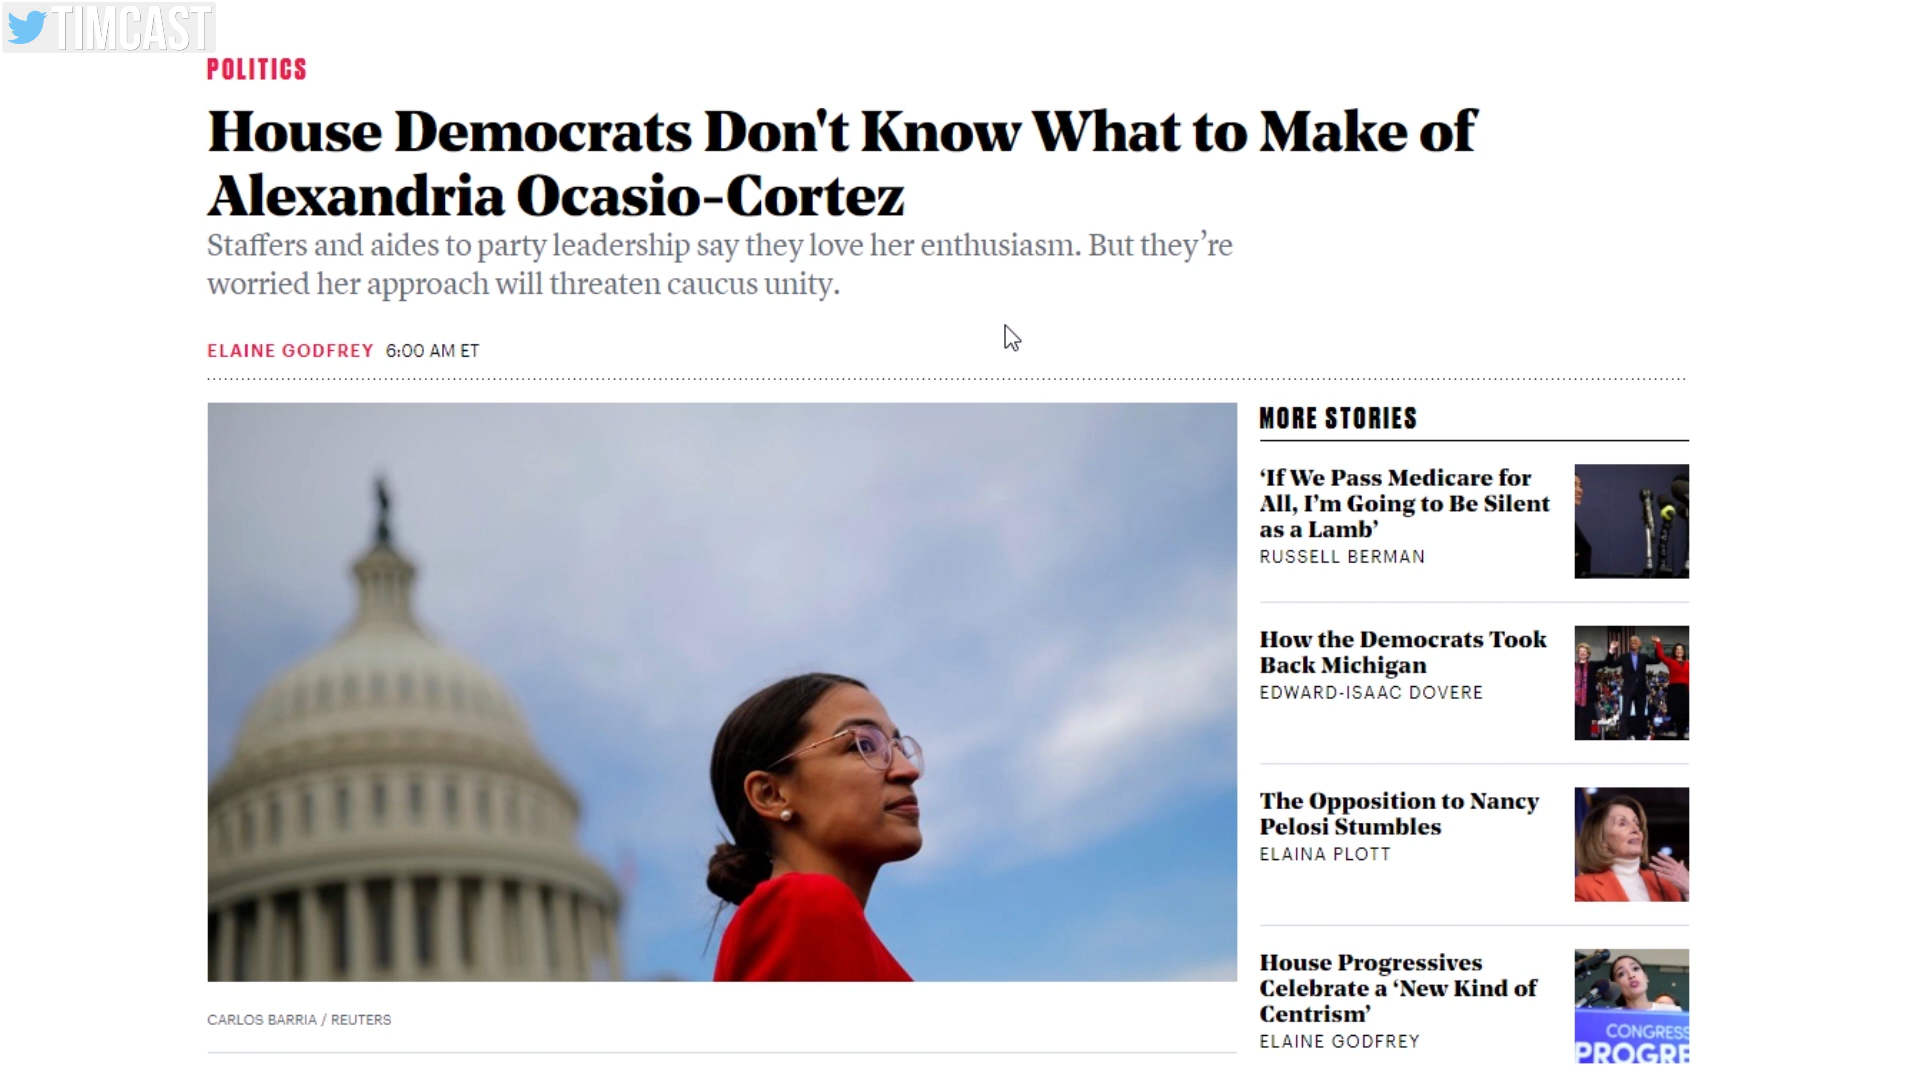 TIMCAST
POLITICS
House Democrats Don't Know What to Make of
Alexandria Ocasio-Cortez
Staffers and aides to party leadership say they love her enthusiasm. But they’re
worried her approach will threaten caucus unity.
ELAINE GODFREY 6:00 AM ET
CARLOS BARRIA / REUTERS
MORE STORIES
‘If We Pass Medicare for
All, I’m Going to Be Silent
as a Lamb’
RUSSELL BERMAN
How the Democrats Took
Back Michigan
EDWARD-ISAAC DOVERE
The Opposition to Nancy
Pelosi Stumbles
ELAINA PLOTT
House Progressives
Celebrate a ‘New Kind of
Centrism’
ELAINE GODFREY
CONGRESS
PROGRE